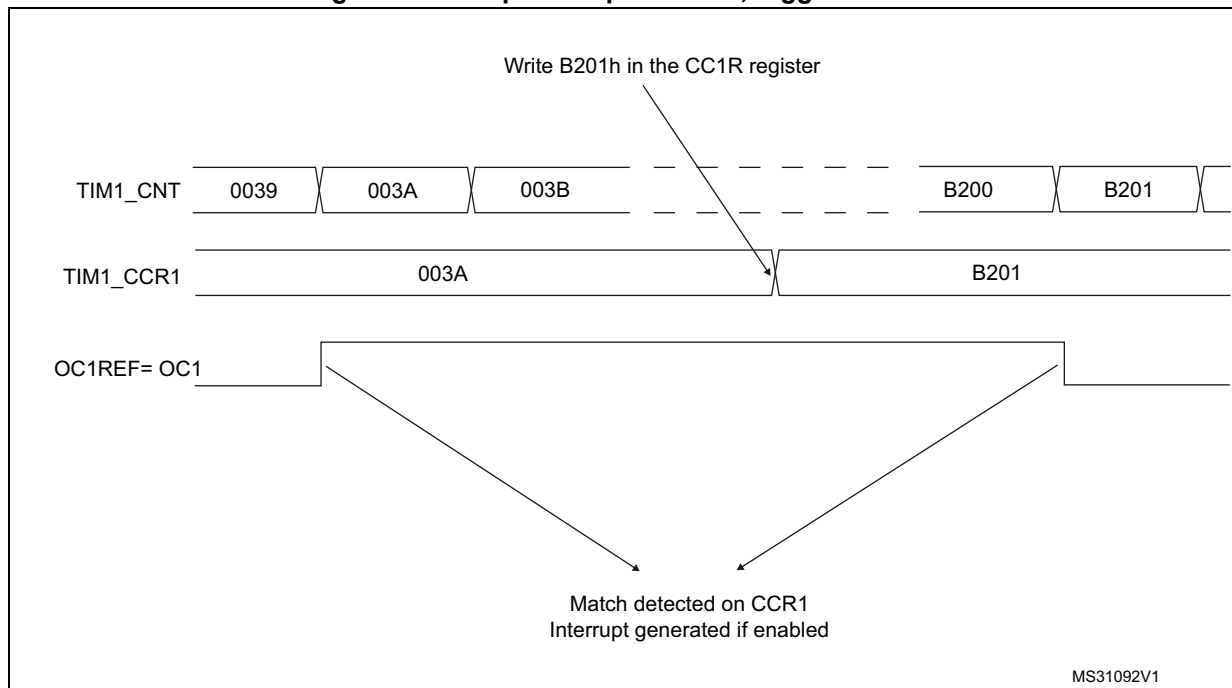 Write B201h in the CC1R register
TIM1_CNT 0039 003A 003B B200 B201
TIM1_CCR1 003A B201
OC1REF= OC1
Match detected on CCR1
Interrupt generated if enabled
MS31092V1